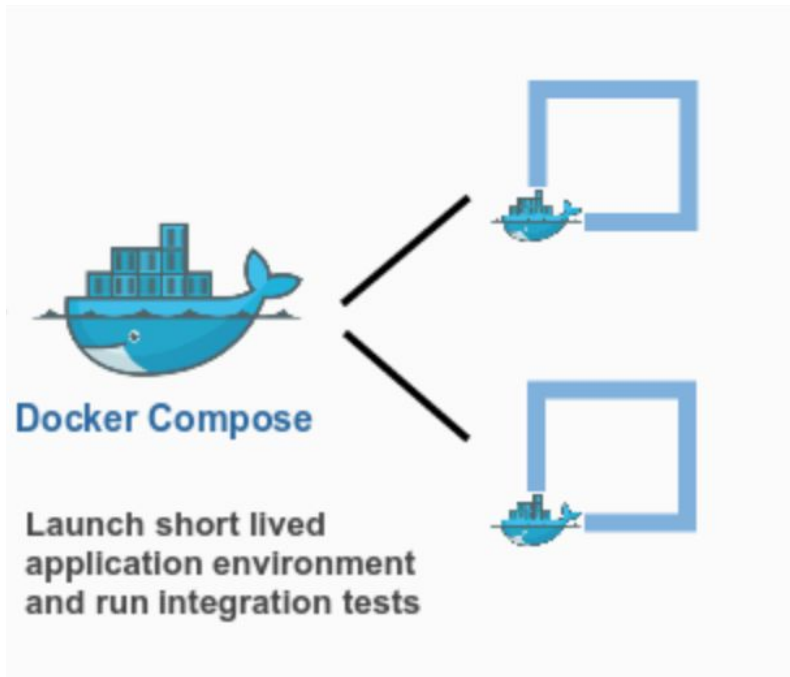 Docker Compose
Launch short lived
application environment
and run integration tests